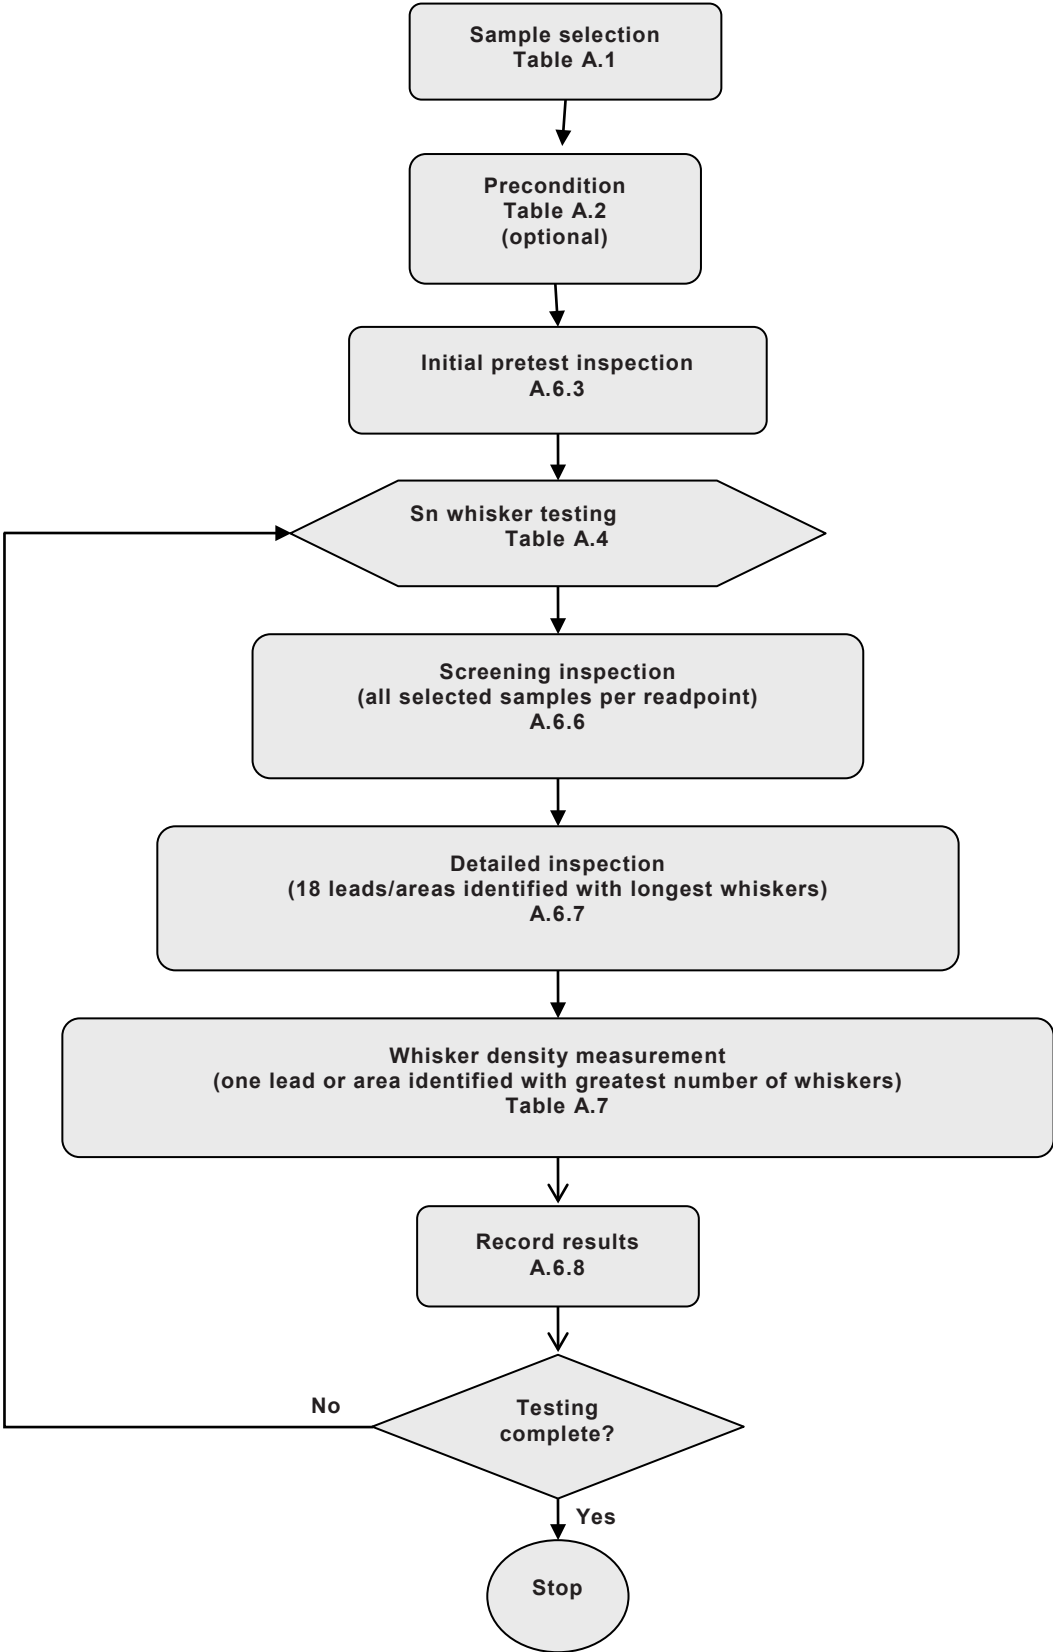 Sample selection
Table A.1
Precondition
Table A.2
(optional)
Initial pretest inspection
A.6.3
Sn whisker testing
Table A.4
Screening inspection
(all selected samples per readpoint)
A.6.6
Detailed inspection
(18 leads/areas identified with longest whiskers)
A.6.7
Whisker density measurement
(one lead or area identified with greatest number of whiskers)
Table A.7
Record results
A.6.8
No
Testing
complete?
Yes
Stop